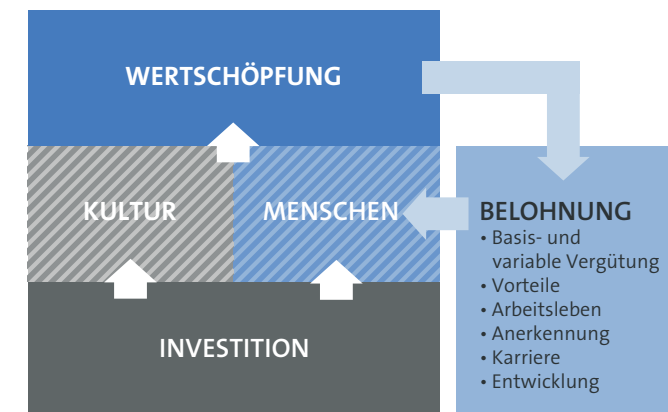 WERTSCHÖPFUNG
KULTUR
MENSCHEN
BELOHNUNG
• Basis- und
variable Vergütung
• Vorteile
• Arbeitsleben
• Anerkennung
• Karriere
• Entwicklung
INVESTITION